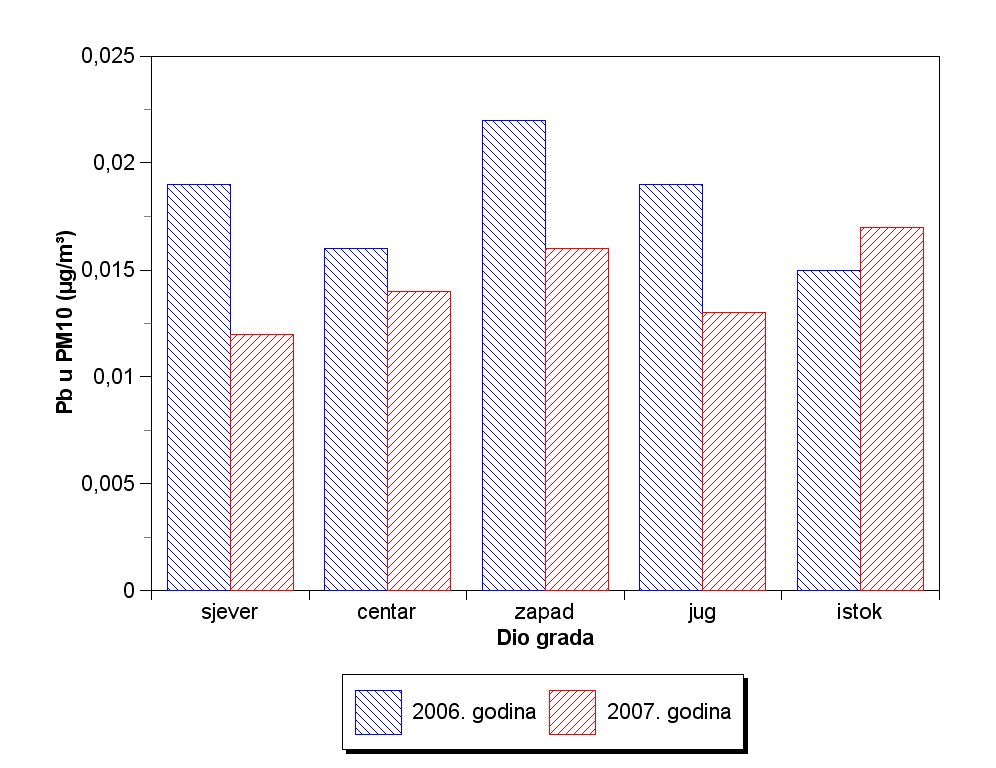 0,025
0,02
0,015
0,01
0,005
0
Pb u PM10 (µg/m³)
sjever centar zapad jug istok
Dio grada
2006. godina 2007. godina